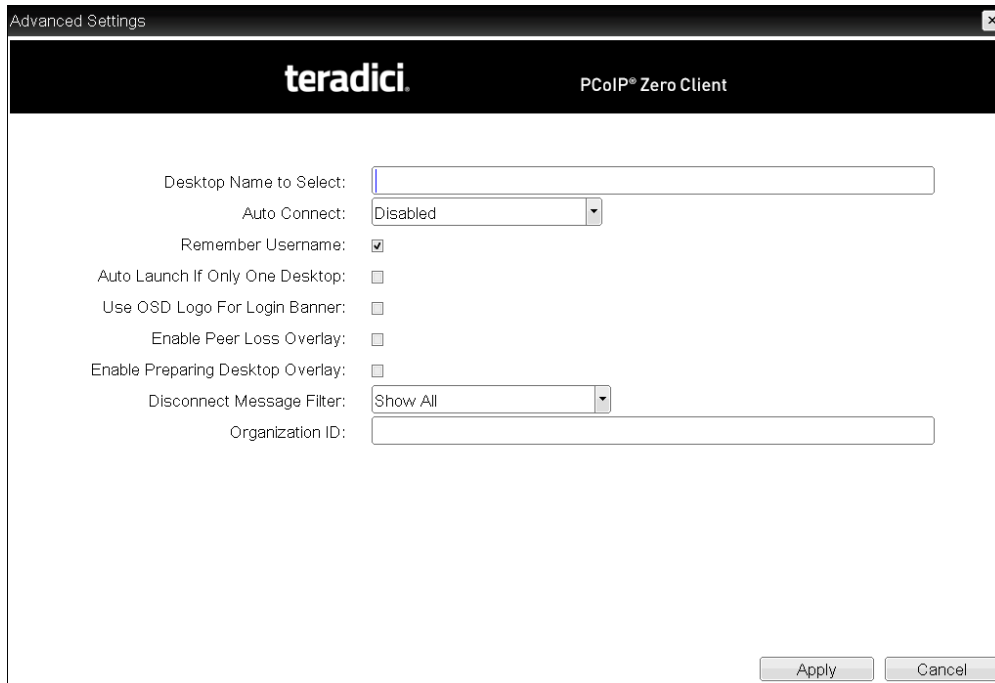 Advanced Settings
teradici. PCoIP® Zero Client
Desktop Name to Select:
Auto Connect: Disabled
Remember Username:
Auto Launch If Only One Desktop:
Use OSD Logo For Login Banner:
Enable Peer Loss Overlay:
Enable Preparing Desktop Overlay:
Disconnect Message Filter: Show All
Organization ID:
Apply Cancel